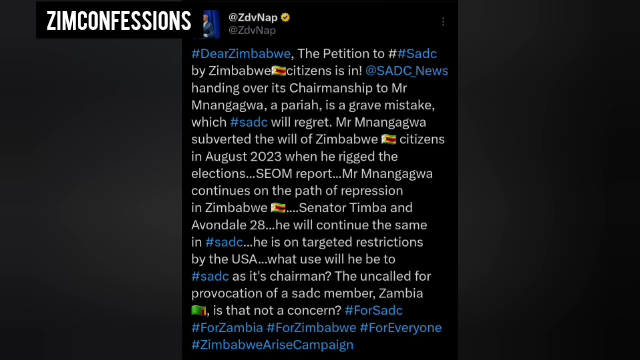 ZIMCONFESSIONS
@ZdvNap
@ZdvNap
#DearZimbabwe, The Petition to ##Sadc
by Zimbabwe🇿🇼citizens is in! @SADC_News
handing over its Chairmanship to Mr
Mnangagwa, a pariah, is a grave mistake,
which #sadc will regret. Mr Mnangagwa
subverted the will of Zimbabwe 🇿🇼 citizens
in August 2023 when he rigged the
elections...SEOM report...Mr Mnangagwa
continues on the path of repression
in Zimbabwe 🇿🇼....Senator Timba and
Avondale 28...he will continue the same
in #sadc...he is on targeted restrictions
by the USA...what use will he be to
#sadc as it's chairman? The uncalled for
provocation of a sadc member, Zambia
🇿🇲, is that not a concern? #ForSadc
#ForZambia #ForZimbabwe #ForEveryone
#ZimbabweAriseCampaign